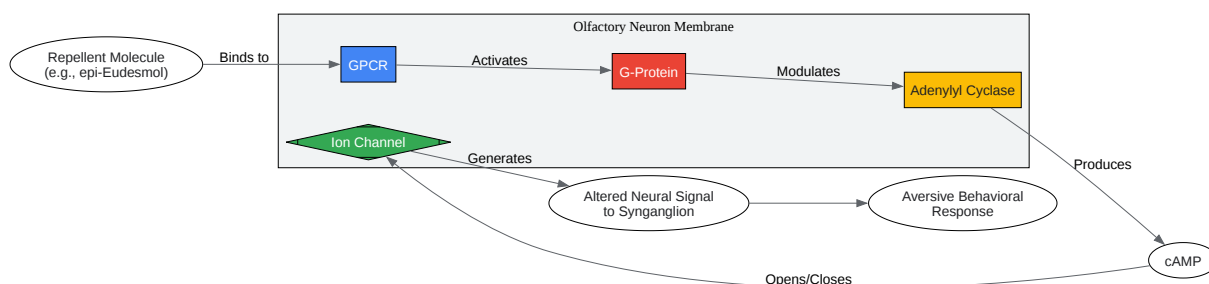 Olfactory Neuron Membrane
Repellent Molecule
(e.g., epi-Eudesmol)
Binds to
GPCR
Activates
G-Protein
Modulates
Adenylyl Cyclase
Ion Channel
Generates
Produces
Altered Neural Signal
to Synganglion
Aversive Behavioral
Response
cAMP
Opens/Closes